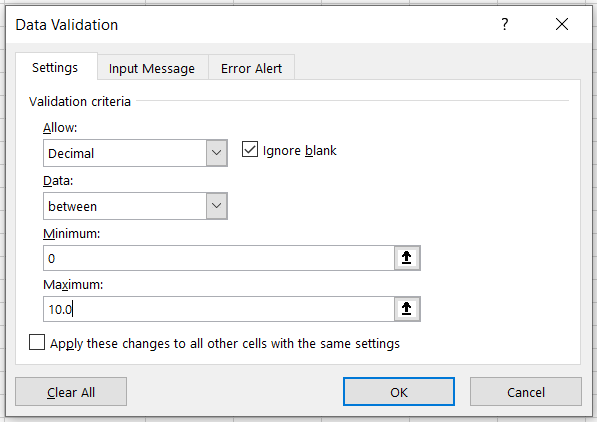 Data Validation ?
Settings Input Message Error Alert
Validation criteria
Allow:
Decimal Ignore blank
Data:
between
Minimum:
0
Maximum:
10.0
Apply these changes to all other cells with the same settings
Clear All OK Cancel